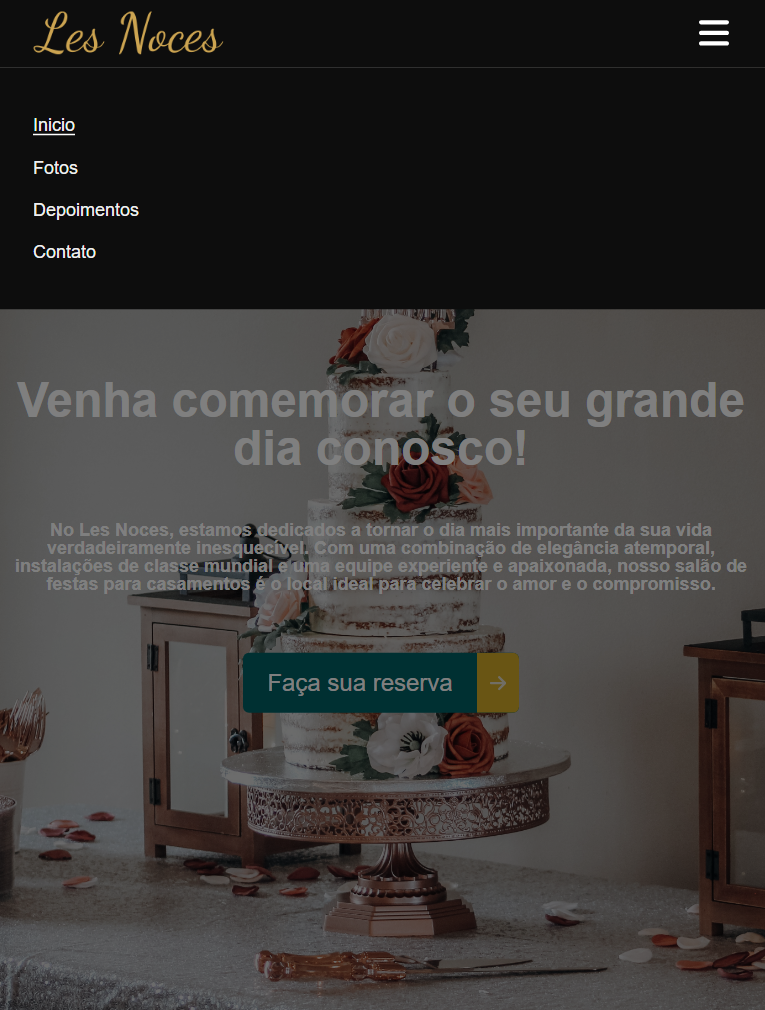 Les Noces
Inicio
Fotos
Depoimentos
Contato
Venha comemorar o seu grande
dia conosco!
No Les Noces, estamos dedicados a tornar o dia mais importante da sua vida
verdadeiramente inesquecível. Com uma combinação de elegância atemporal,
instalações de classe mundial e uma equipe experiente e apaixonada, nosso salão de
festas para casamentos é o local ideal para celebrar o amor e o compromisso.
Faça sua reserva